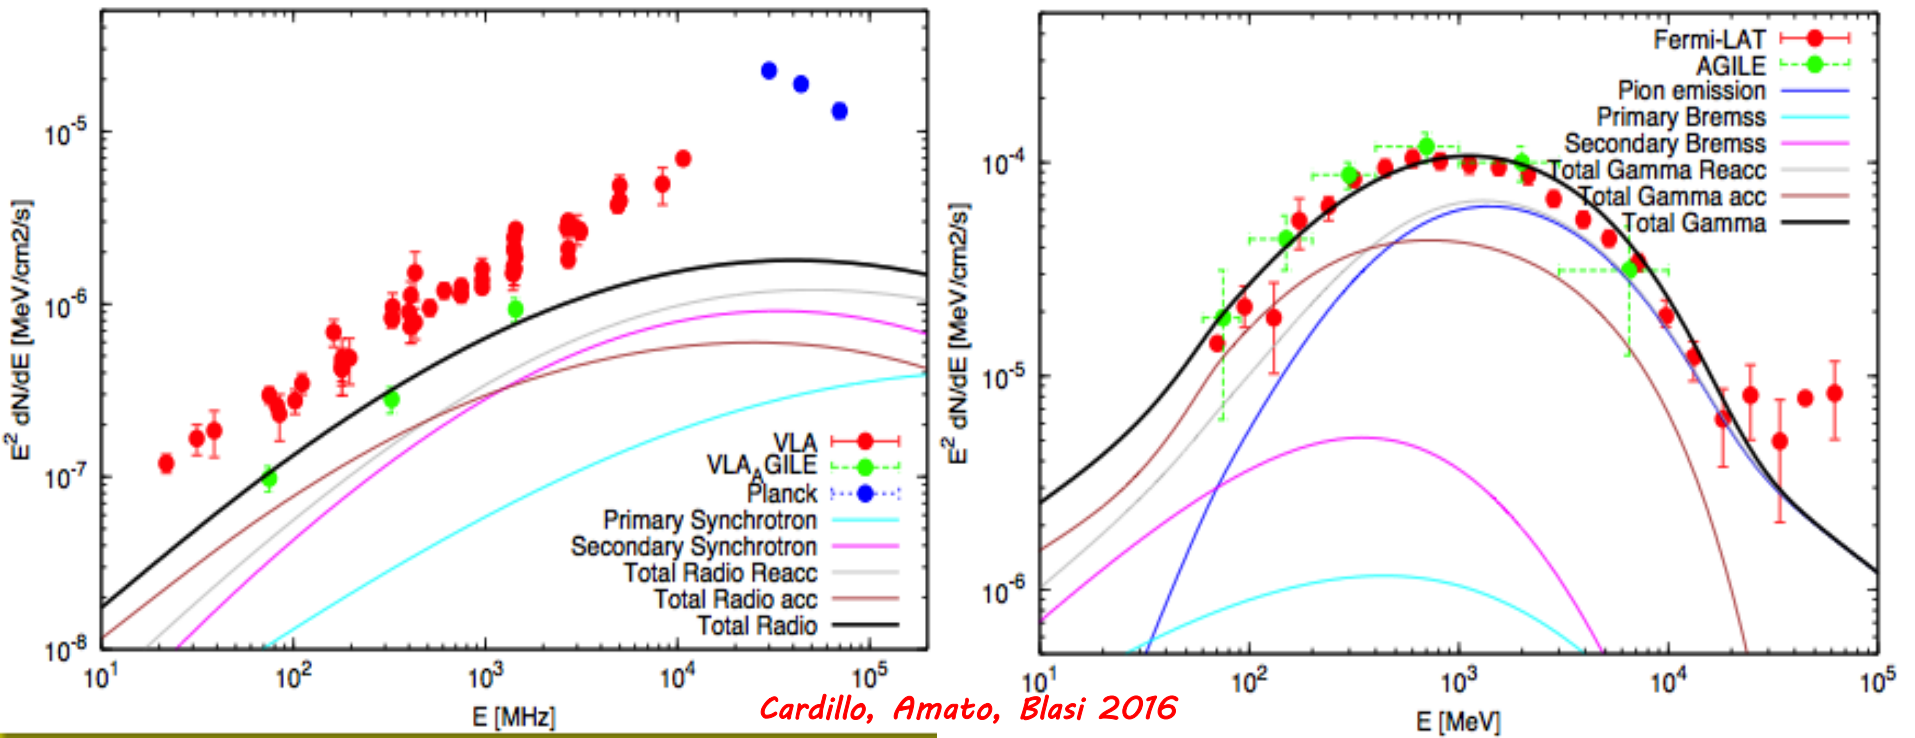 10^-5
10^-6
10^-7
10^-8
E^2 dN/dE [MeV/cm2/s]
VLA
VLA_AGILE
Planck
Primary Synchrotron
Secondary Synchrotron
Total Radio Reacc
Total Radio acc
Total Radio
10^1 10^2 10^3 10^4 10^5
E [MHz]
10^-4
10^-5
10^-6
E^2 dN/dE [MeV/cm2/s]
Fermi-LAT
AGILE
Pion emission
Primary Bremss
Secondary Bremss
Total Gamma Reacc
Total Gamma acc
Total Gamma
10^1 10^2 10^3 10^4 10^5
E [MeV]
Cardillo, Amato, Blasi 2016